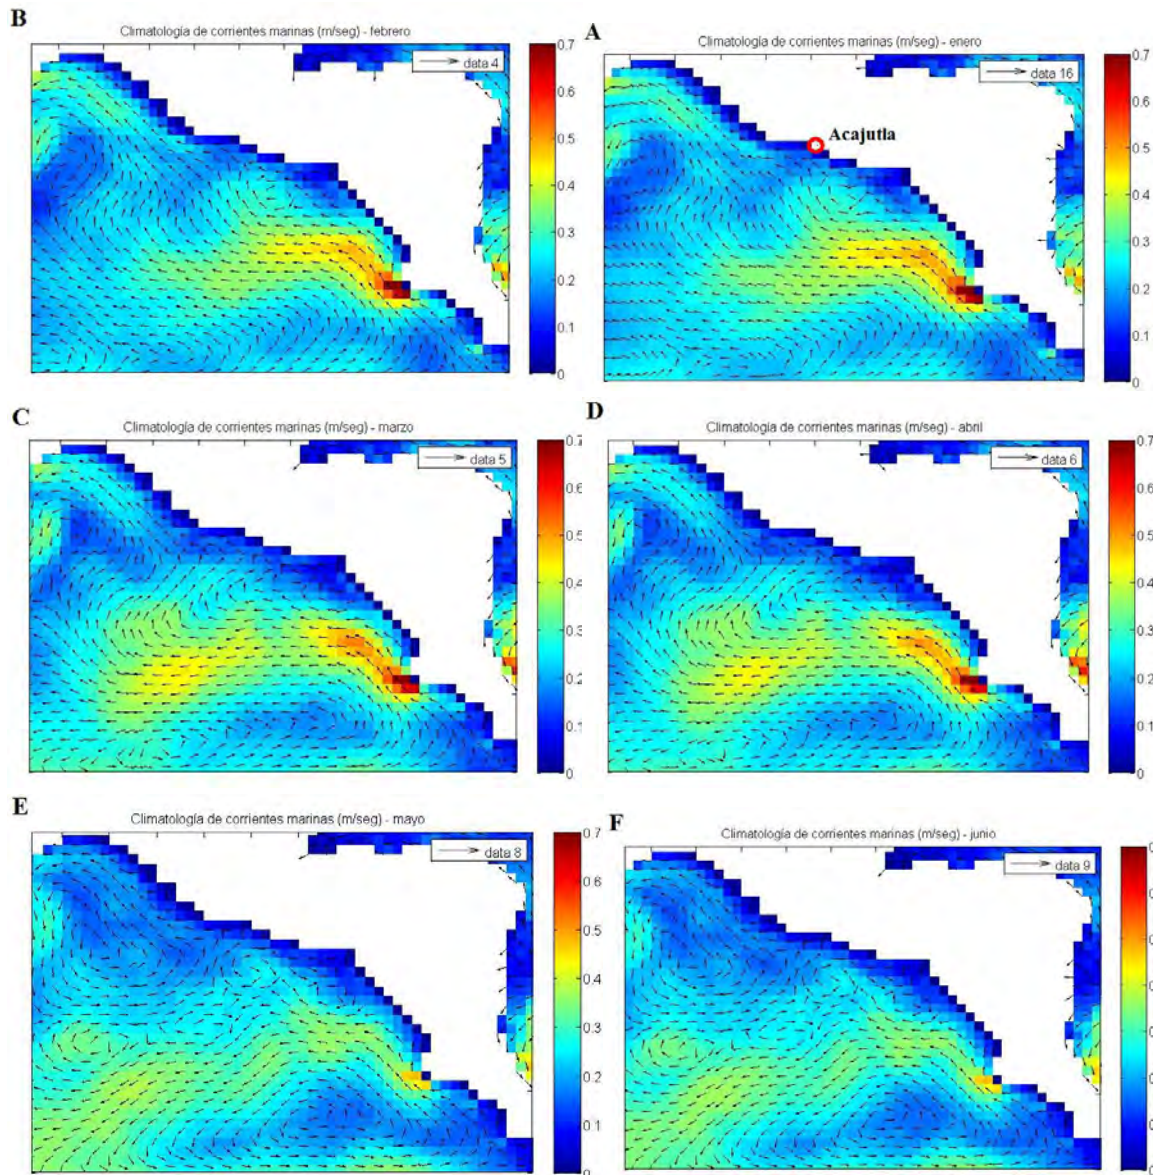 B
Climatología de corrientes marinas (m/seg) - febrero
data 4
0.7
0.6
0.5
0.4
0.3
0.2
0.1
0
A
Climatología de corrientes marinas (m/seg) - enero
data 16
Acajutla
0.7
0.6
0.5
0.4
0.3
0.2
0.1
0
C
Climatología de corrientes marinas (m/seg) - marzo
data 5
0.7
0.6
0.5
0.4
0.3
0.2
0.1
0
D
Climatología de corrientes marinas (m/seg) - abril
data 6
0.7
0.6
0.5
0.4
0.3
0.2
0.1
0
E
Climatología de corrientes marinas (m/seg) - mayo
data 8
0.7
0.6
0.5
0.4
0.3
0.2
0.1
0
F
Climatología de corrientes marinas (m/seg) - junio
data 9